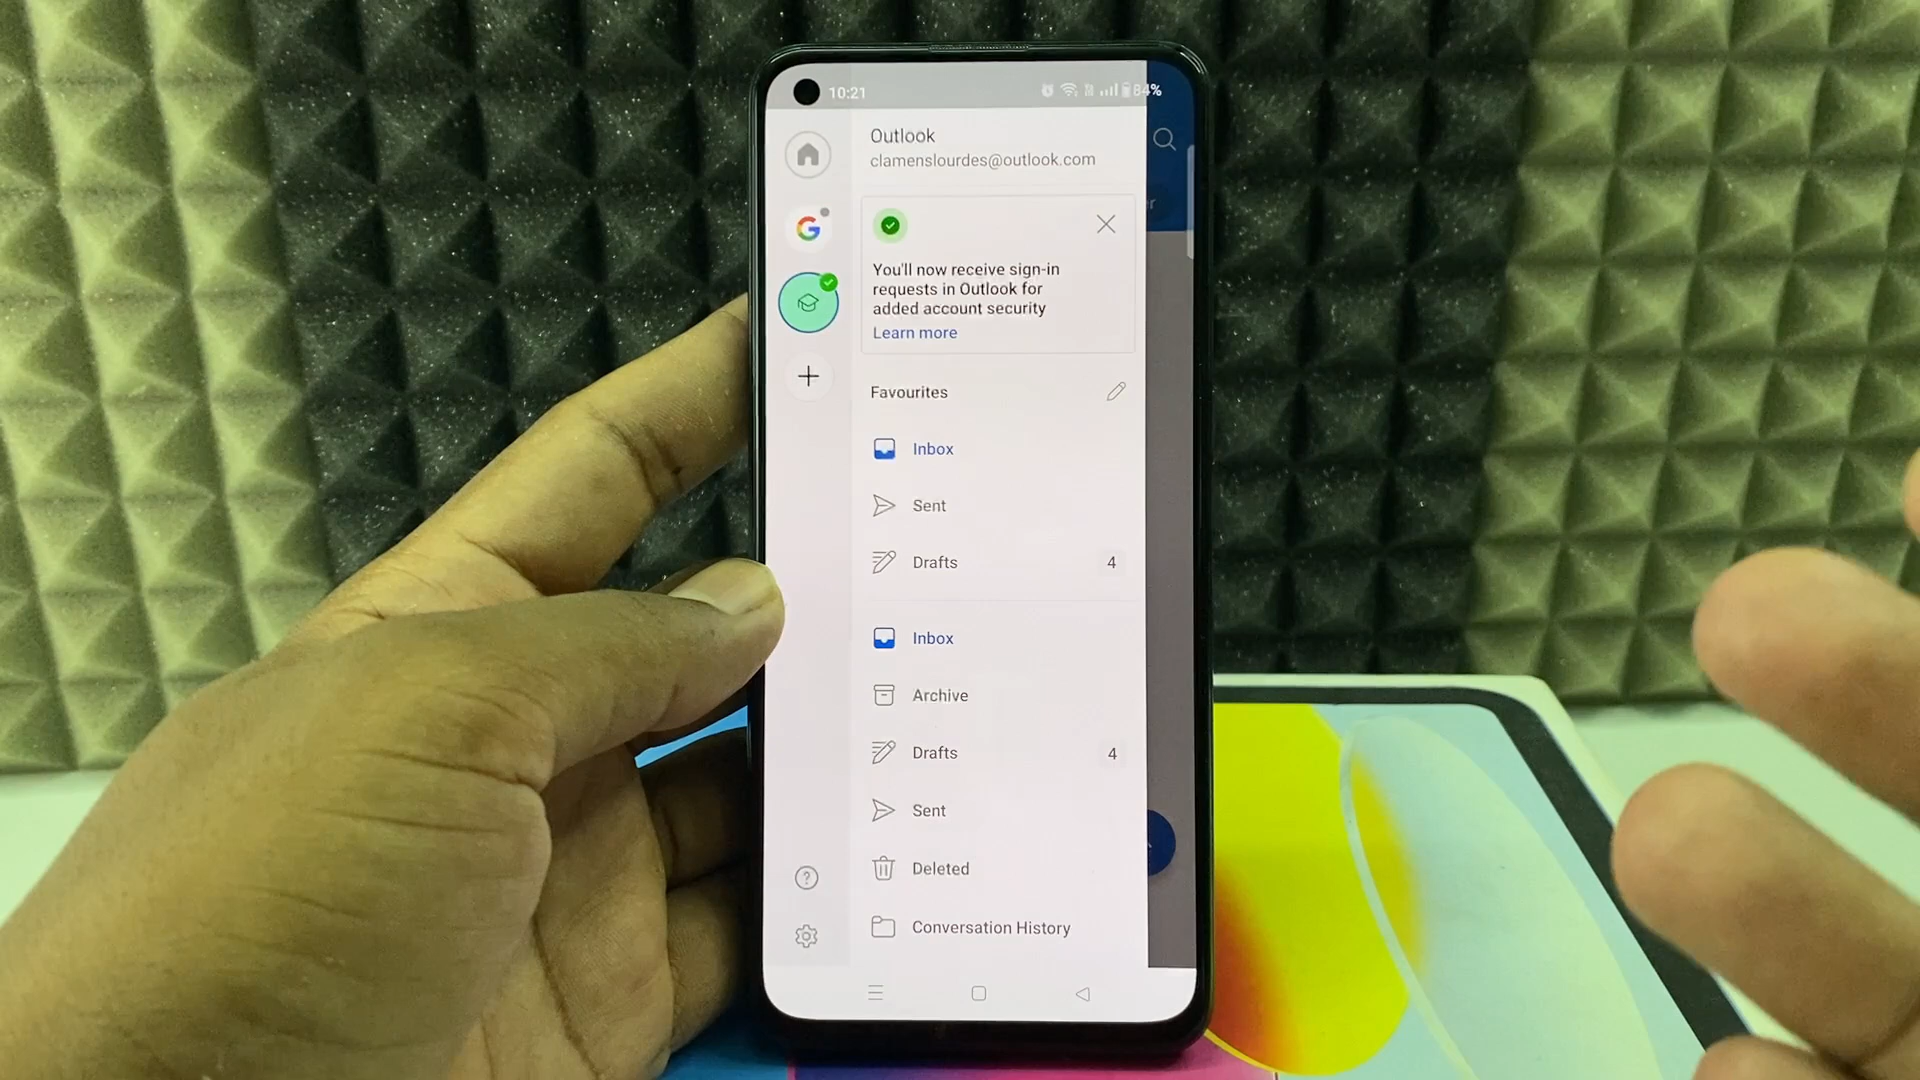 10:21
84%
Outlook
clamenslourdes@outlook.com
You'll now receive sign-in
requests in Outlook for
added account security
Learn more
Favourites
Inbox
Sent
Drafts 4
Inbox
Archive
Drafts 4
Sent
Deleted
Conversation History